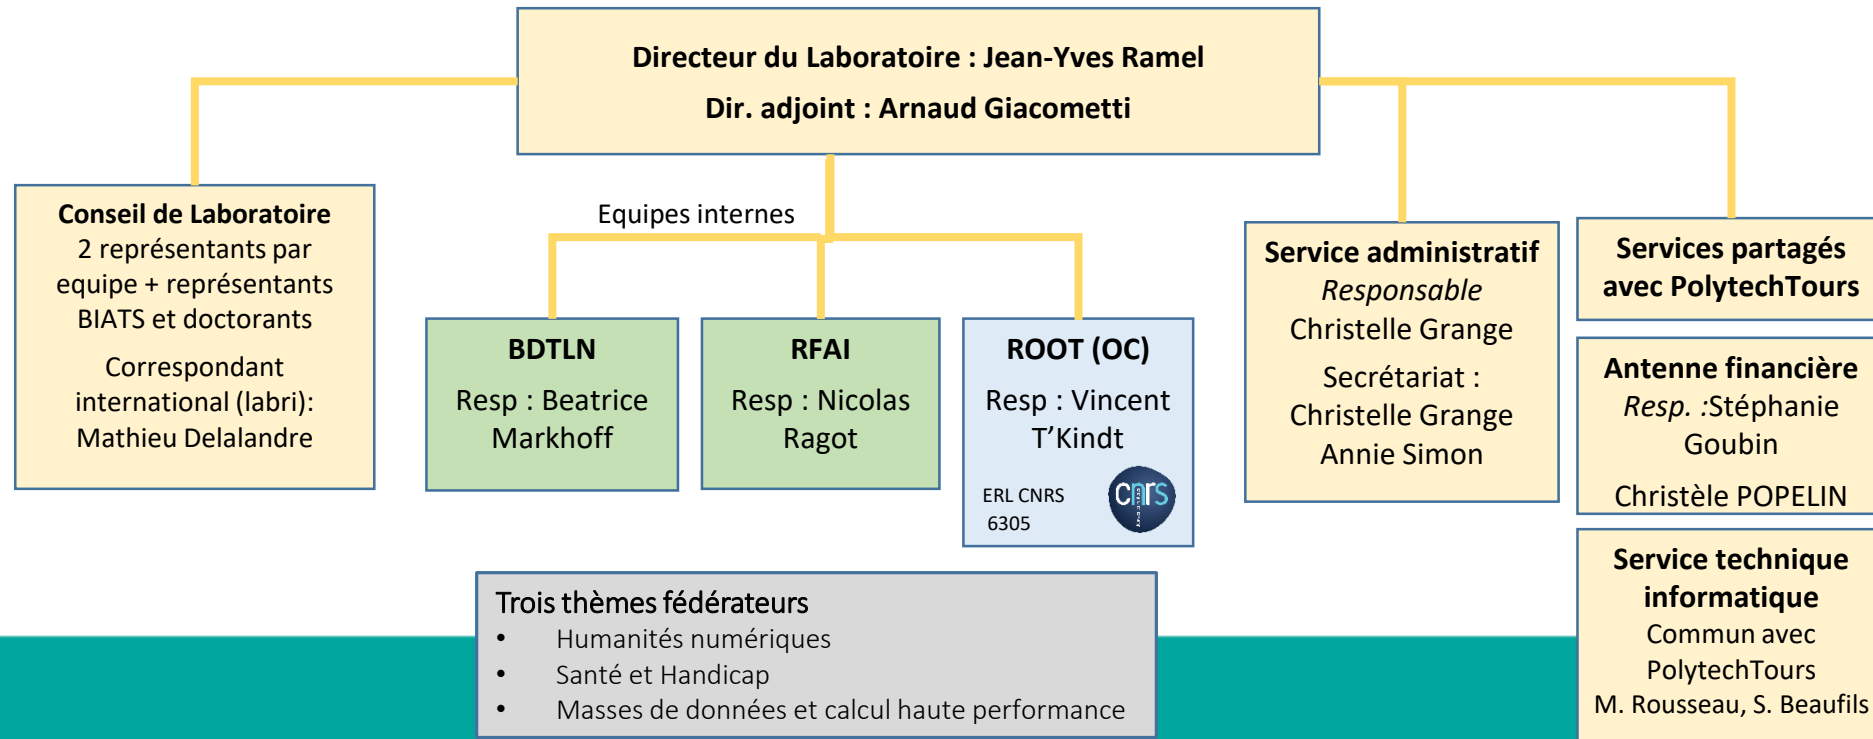 Directeur du Laboratoire : Jean-Yves Ramel
Dir. adjoint : Arnaud Giacometti
Conseil de Laboratoire
2 représentants par
equipe + représentants
BIATS et doctorants
Correspondant
international (labri):
Mathieu Delalandre
Equipes internes
BDTLN
Resp : Beatrice
Markhoff
RFAI
Resp : Nicolas
Ragot
ROOT (OC)
Resp : Vincent
T’Kindt
ERL CNRS
6305
cnrs
Service administratif
Responsable
Christelle Grange
Secrétariat :
Christelle Grange
Annie Simon
Services partagés
avec PolytechTours
Antenne financière
Resp. :Stéphanie
Goubin
Christèle POPELIN
Service technique
informatique
Commun avec
PolytechTours
M. Rousseau, S. Beaufils
Trois thèmes fédérateurs
• Humanités numériques
• Santé et Handicap
• Masses de données et calcul haute performance